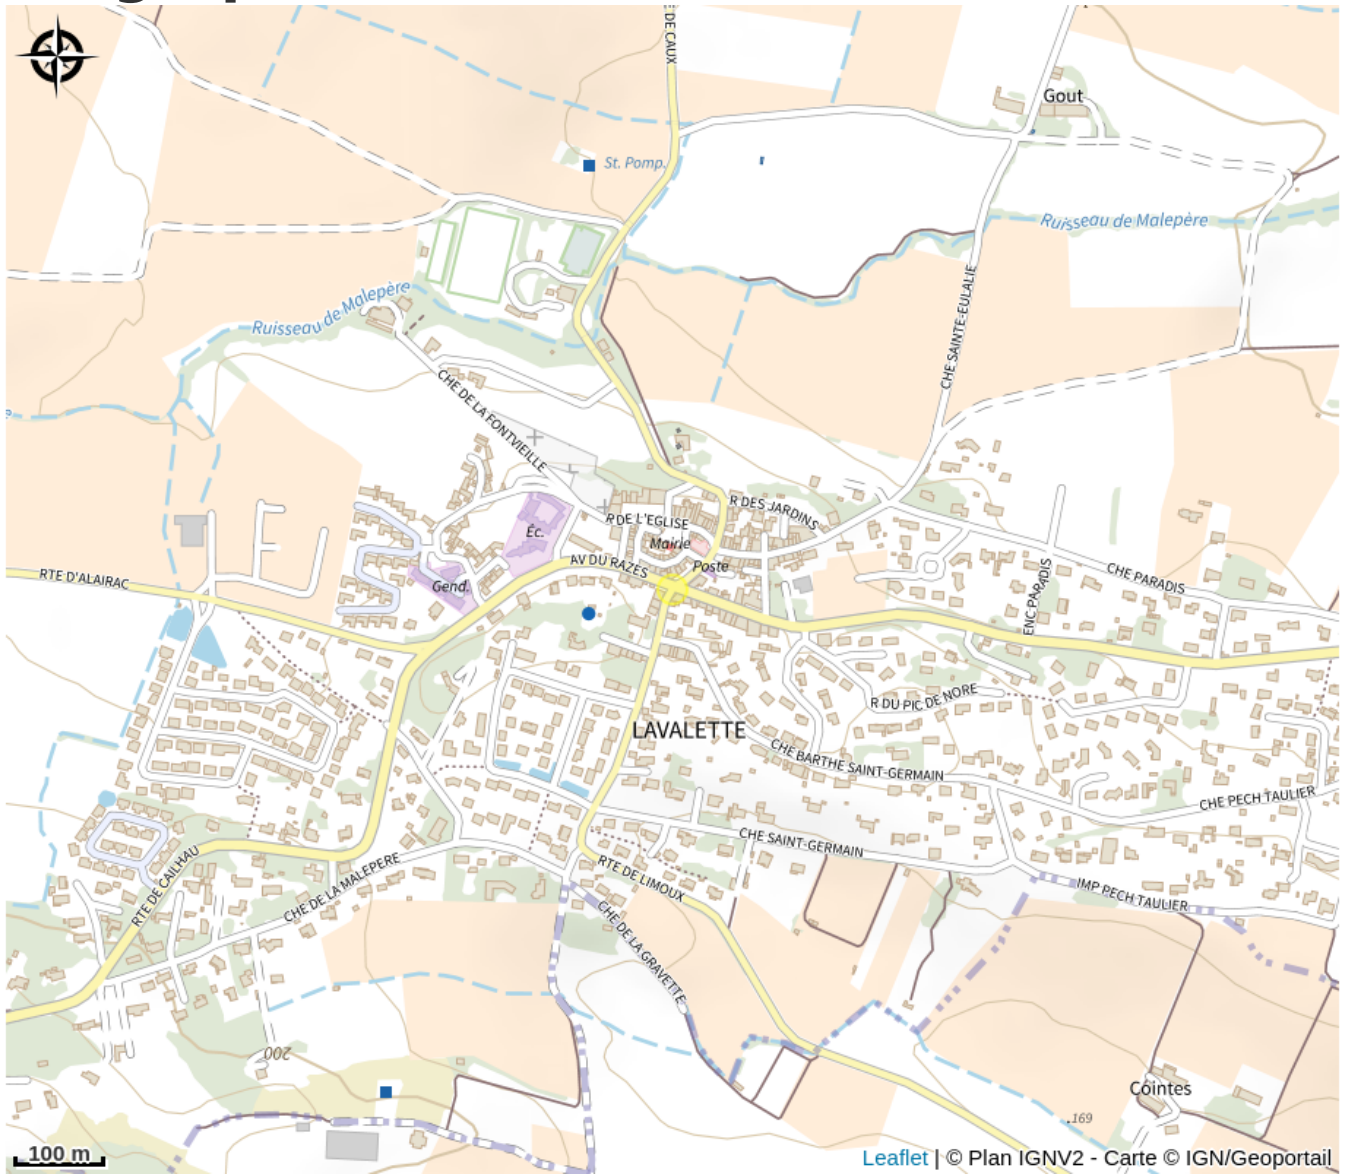 E DE CAUX
Gout
St. Pomp.
Ruisseau de Malepère
Ruisseau de Malepère
CHE SAINTE-EULALIE
CHE DE LA FONTVIEILLE
R DES JARDINS
R DE L'EGLISE
Éc.
Mairie
AV DU RAZES
Poste
RTE D'ALAIRAC
Gend.
CHE PARADIS
ENC PARADIS
R DU PIC DE NORE
LAVALETTE
CHE BARTHE SAINT-GERMAIN
CHE PECH TAULIER
CHE SAINT-GERMAIN
RTE DE CAILHAU
CHE DE LA MALEPERE
RTE DE LIMOUX
IMP PECH TAULIER
CHE DE LA GRAVETTE
200
Cointes
169
100 m
Leaflet | © Plan IGNV2 - Carte © IGN/Geoportail